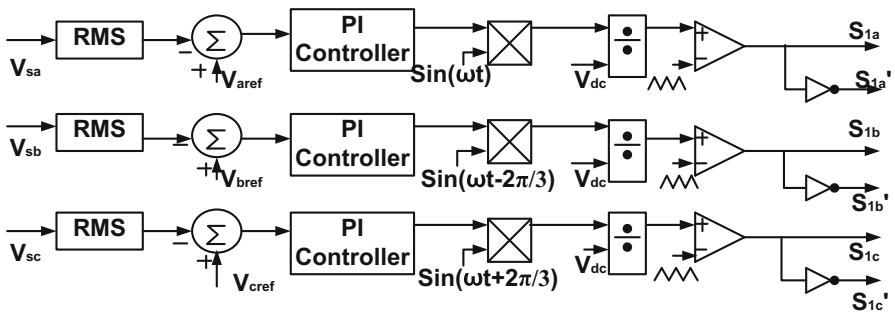 RMS
V_sa
−
Σ
+
V_aref
PI
Controller
Sin(ωt)
V_dc
÷
+
−
S_1a
S_1a'
RMS
V_sb
−
Σ
+
V_bref
PI
Controller
Sin(ωt-2π/3)
V_dc
÷
+
−
S_1b
S_1b'
RMS
V_sc
−
Σ
+
V_cref
PI
Controller
Sin(ωt+2π/3)
V_dc
÷
+
−
S_1c
S_1c'